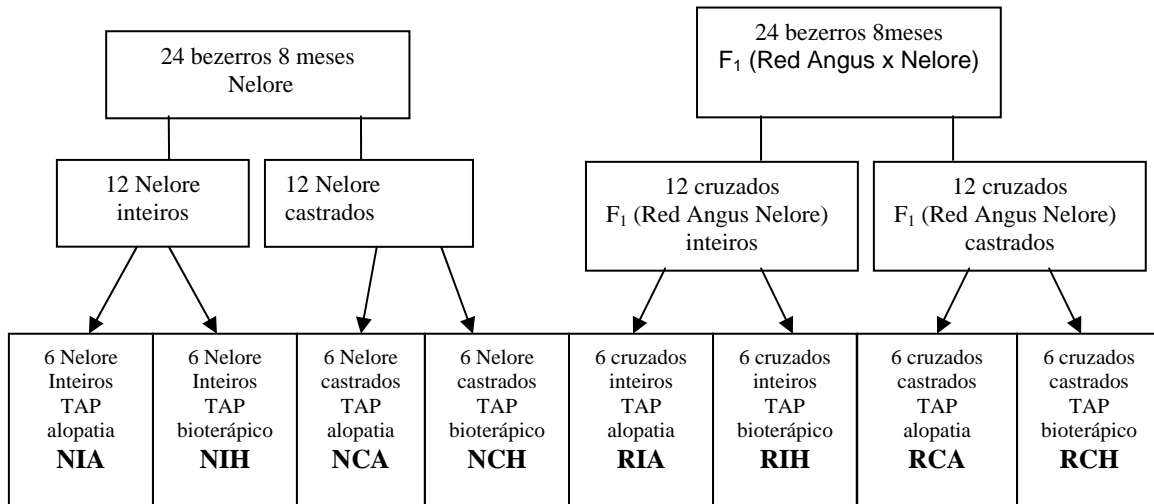 24 bezerros 8 meses
Nelore
24 bezerros 8meses
F₁ (Red Angus x Nelore)
12 Nelore
inteiros
12 Nelore
castrados
12 cruzados
F₁ (Red Angus Nelore)
inteiros
12 cruzados
F₁ (Red Angus Nelore)
castrados
6 Nelore
Inteiros
TAP
alopatia
NIA
6 Nelore
Inteiros
TAP
bioterápico
NIH
6 Nelore
castrados
TAP
alopatia
NCA
6 Nelore
castrados
TAP
bioterápico
NCH
6 cruzados
inteiros
TAP
alopatia
RIA
6 cruzados
inteiros
TAP
bioterápico
RIH
6 cruzados
castrados
TAP
alopatia
RCA
6 cruzados
castrados
TAP
bioterápico
RCH